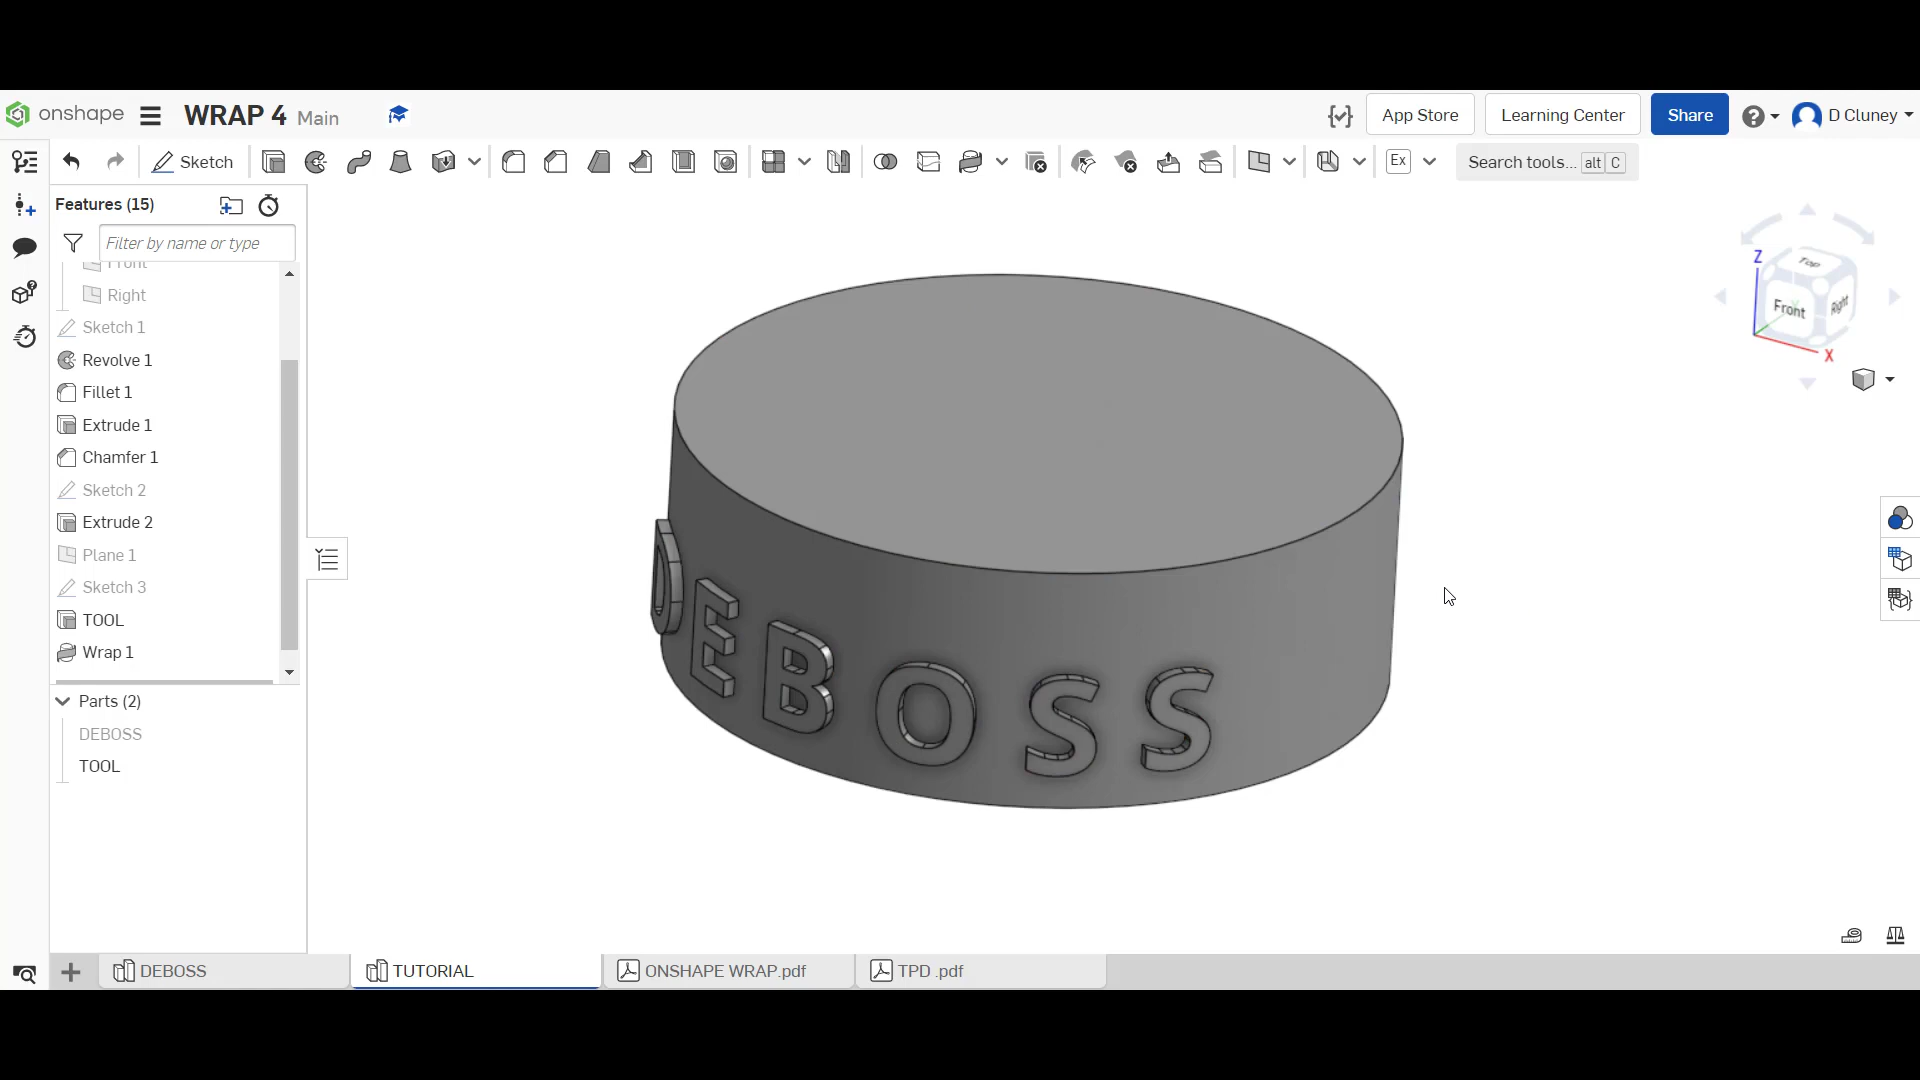 onshape
WRAP 4 Main
App Store
Learning Center
Share
D Cluney
Sketch
Ex
Search tools... alt C
Features (15)
Filter by name or type
Front
Right
Sketch 1
Revolve 1
Fillet 1
Extrude 1
Chamfer 1
Sketch 2
Extrude 2
Plane 1
Sketch 3
TOOL
Wrap 1
Parts (2)
DEBOSS
TOOL
DEBOSS
Z
Top
Front
Right
X
DEBOSS
TUTORIAL
ONSHAPE WRAP.pdf
TPD .pdf